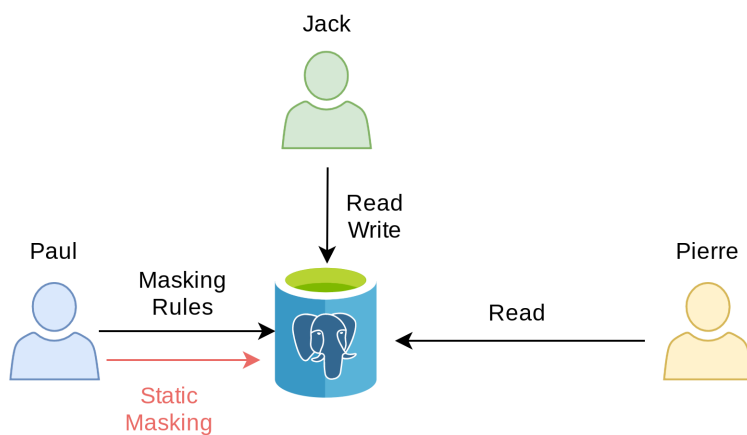 Jack
Read
Write
Paul
Pierre
Masking
Rules
Read
Static
Masking